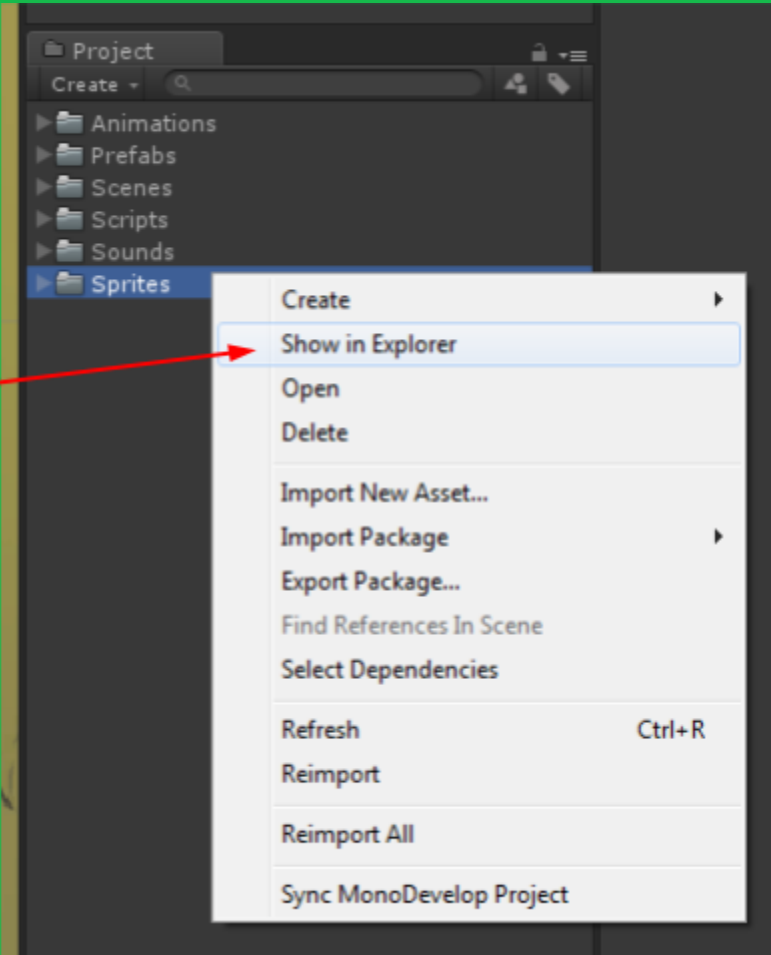 Project
Create
Animations
Prefabs
Scenes
Scripts
Sounds
Sprites
Create
Show in Explorer
Open
Delete
Import New Asset...
Import Package
Export Package...
Find References In Scene
Select Dependencies
Refresh Ctrl+R
Reimport
Reimport All
Sync MonoDevelop Project